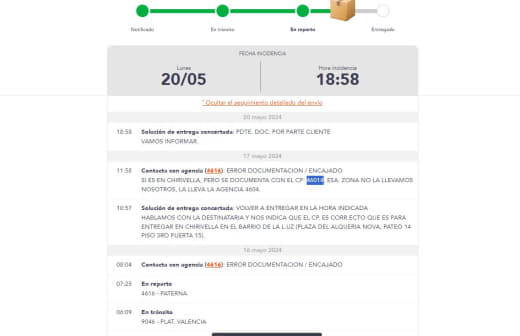 Notificado
En tránsito
En reparto
Entregado
FECHA INCIDENCIA
Lunes
20/05
Hora incidencia
18:58
Ocultar el seguimiento detallado del envío
20 mayo 2024
18:58 Solución de entrega concertada: PDTE. DOC. POR PARTE CLIENTE
VAMOS INFORMAR.
17 mayo 2024
11:58 Contacto con agencia (4616): ERROR DOCUMENTACION / ENCAJADO
SI ES EN CHIRIVELLA, PERO SE DOCUMENTA CON EL CP: 46014, ESA. ZONA NO LA LLEVAMOS
NOSOTROS, LA LLEVA LA AGENCIA 4604.
10:57 Solución de entrega concertada: VOLVER A ENTREGAR EN LA HORA INDICADA
HABLAMOS CON LA DESTINATARIA Y NOS INDICA QUE EL CP. ES CORR.ECTO QUE ES PARA
ENTREGAR EN CHIRIVELLA EN EL BARRIO DE LA L.UZ (PLAZA DEL ALQUERIA NOVA, PATEO 14
PISO 3RO PUERTA 15).
16 mayo 2024
08:04 Contacto con agencia (4616): ERROR DOCUMENTACION / ENCAJADO
07:25 En reparto
4616 - PATERNA
06:09 En tránsito
9046 - PLAT. VALENCIA